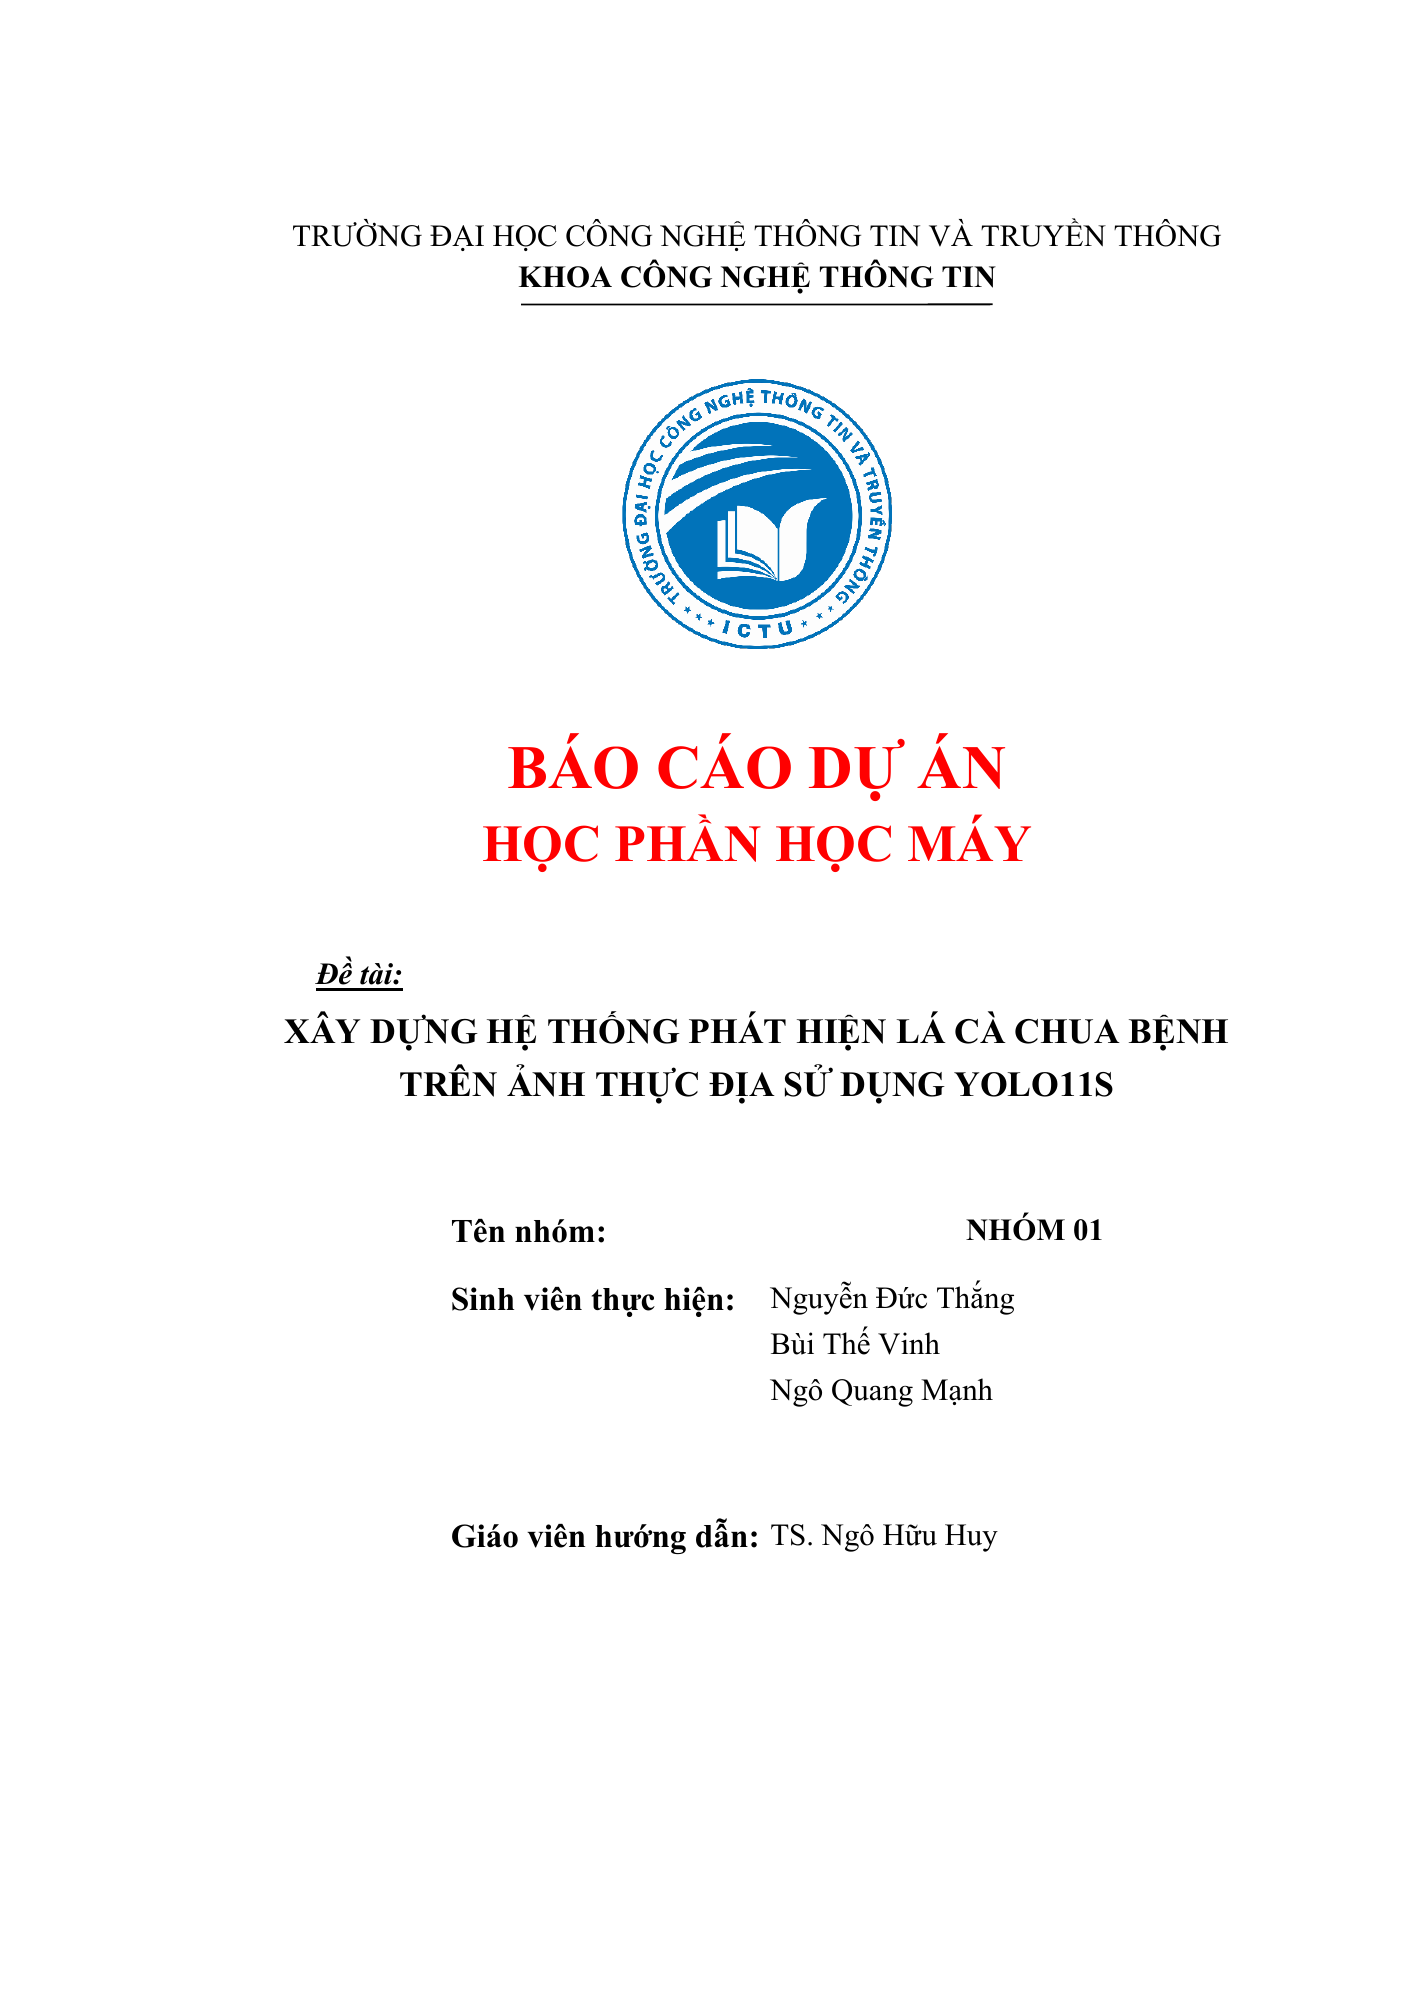 TRƯỜNG ĐẠI HỌC CÔNG NGHỆ THÔNG TIN VÀ TRUYỀN THÔNG
KHOA CÔNG NGHỆ THÔNG TIN
TRƯỜNG ĐẠI HỌC CÔNG NGHỆ THÔNG TIN VÀ TRUYỀN THÔNG
ICTU
BÁO CÁO DỰ ÁN
HỌC PHẦN HỌC MÁY
Đề tài:
XÂY DỰNG HỆ THỐNG PHÁT HIỆN LÁ CÀ CHUA BỆNH
TRÊN ẢNH THỰC ĐỊA SỬ DỤNG YOLO11S
Tên nhóm: NHÓM 01
Sinh viên thực hiện: Nguyễn Đức Thắng
Bùi Thế Vinh
Ngô Quang Mạnh
Giáo viên hướng dẫn: TS. Ngô Hữu Huy